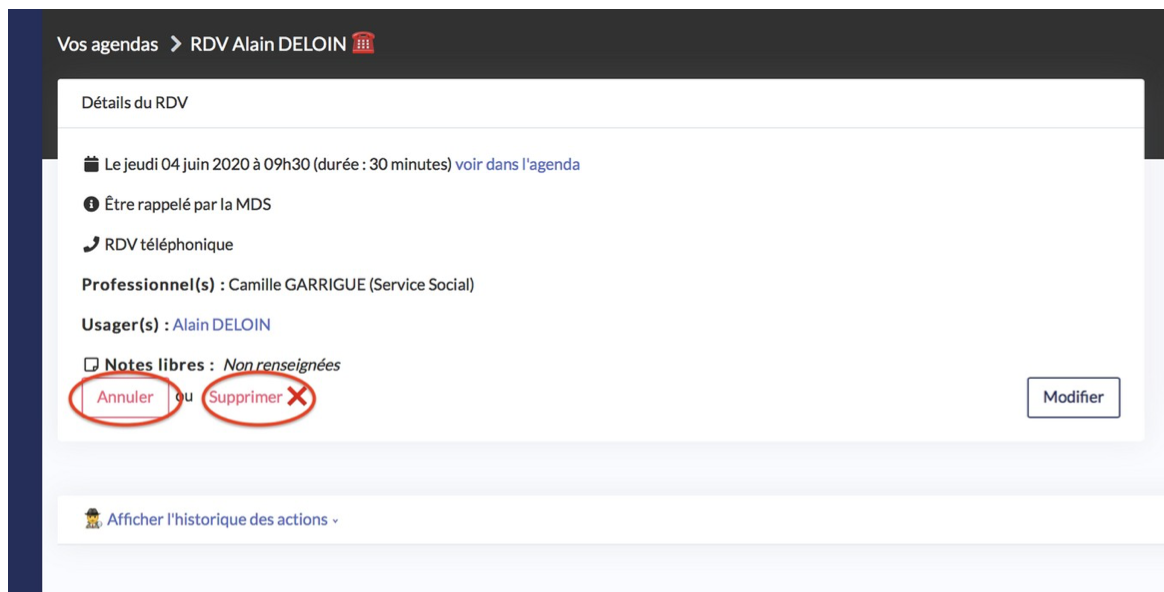 Vos agendas > RDV Alain DELOIN ☎️
Détails du RDV
Le jeudi 04 juin 2020 à 09h30 (durée : 30 minutes) voir dans l'agenda
Être rappelé par la MDS
RDV téléphonique
Professionnel(s) : Camille GARRIGUE (Service Social)
Usager(s) : Alain DELOIN
Notes libres : Non renseignées
Annuler ou Supprimer ❌ Modifier
Afficher l'historique des actions